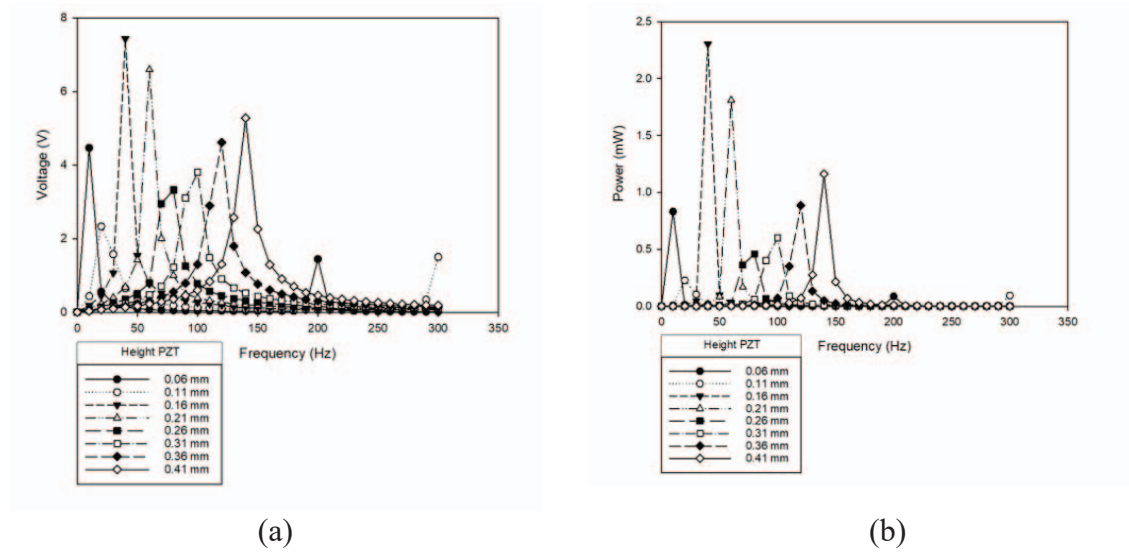 8
6
4
2
0
Voltage (V)
0 50 100 150 200 250 300 350
Frequency (Hz)
Height PZT
0.06 mm
0.11 mm
0.16 mm
0.21 mm
0.26 mm
0.31 mm
0.36 mm
0.41 mm
(a)
2.5
2.0
1.5
1.0
0.5
0.0
Power (mW)
0 50 100 150 200 250 300 350
Frequency (Hz)
Height PZT
0.06 mm
0.11 mm
0.16 mm
0.21 mm
0.26 mm
0.31 mm
0.36 mm
0.41 mm
(b)